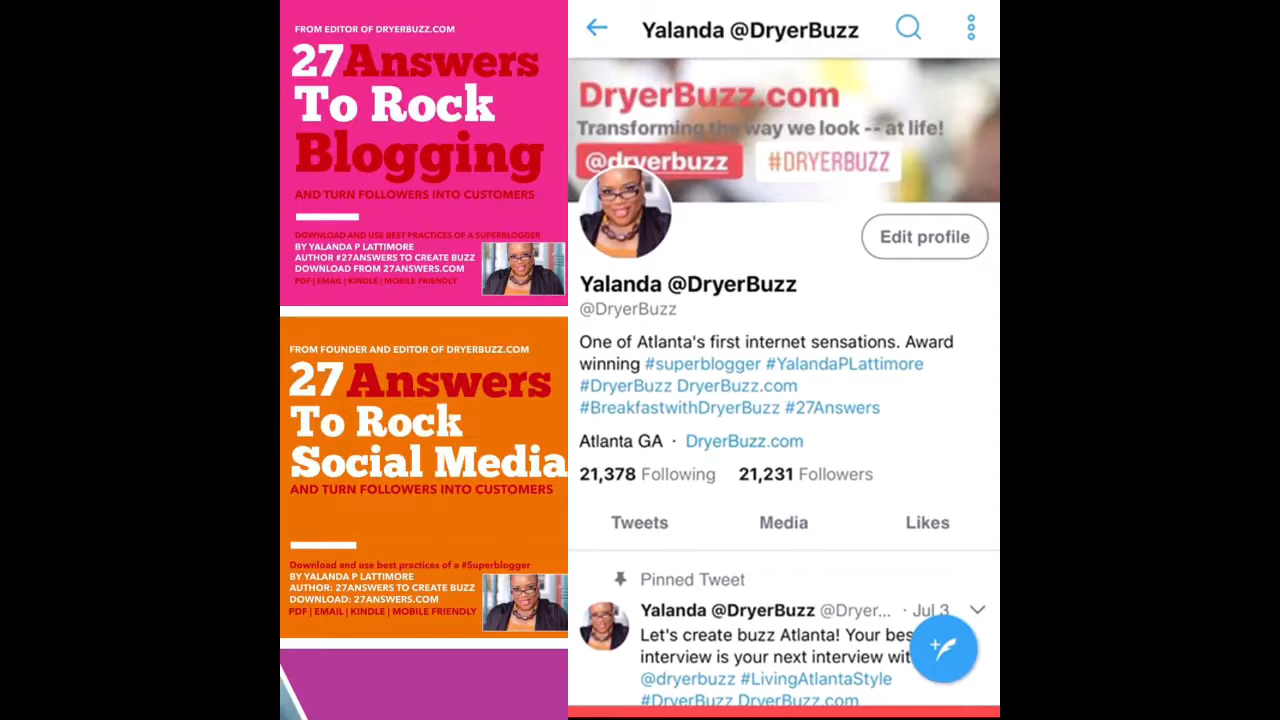 FROM EDITOR OF DRYERBUZZ.COM
27Answers
To Rock
Blogging
AND TURN FOLLOWERS INTO CUSTOMERS
DOWNLOAD AND USE BEST PRACTICES OF A SUPERBLOGGER
BY YALANDA P LATTIMORE
AUTHOR #27ANSWERS TO CREATE BUZZ
DOWNLOAD FROM 27ANSWERS.COM
PDF | EMAIL | KINDLE | MOBILE FRIENDLY
FROM FOUNDER AND EDITOR OF DRYERBUZZ.COM
27Answers
To Rock
Social Media
AND TURN FOLLOWERS INTO CUSTOMERS
Download and use best practices of a #Superblogger
BY YALANDA P LATTIMORE
AUTHOR: 27ANSWERS TO CREATE BUZZ
DOWNLOAD: 27ANSWERS.COM
PDF | EMAIL | KINDLE | MOBILE FRIENDLY
Yalanda @DryerBuzz
DryerBuzz.com
Transforming the way we look -- at life!
@dryerbuzz #DRYERBUZZ
Edit profile
Yalanda @DryerBuzz
@DryerBuzz
One of Atlanta's first internet sensations. Award
winning #superblogger #YalandaPLattimore
#DryerBuzz DryerBuzz.com
#BreakfastwithDryerBuzz #27Answers
Atlanta GA · DryerBuzz.com
21,378 Following 21,231 Followers
Tweets Media Likes
Pinned Tweet
Yalanda @DryerBuzz @Dryer... · Jul 3
Let's create buzz Atlanta! Your bes
interview is your next interview wit
@dryerbuzz #LivingAtlantaStyle
#DryerBuzz DryerBuzz.com